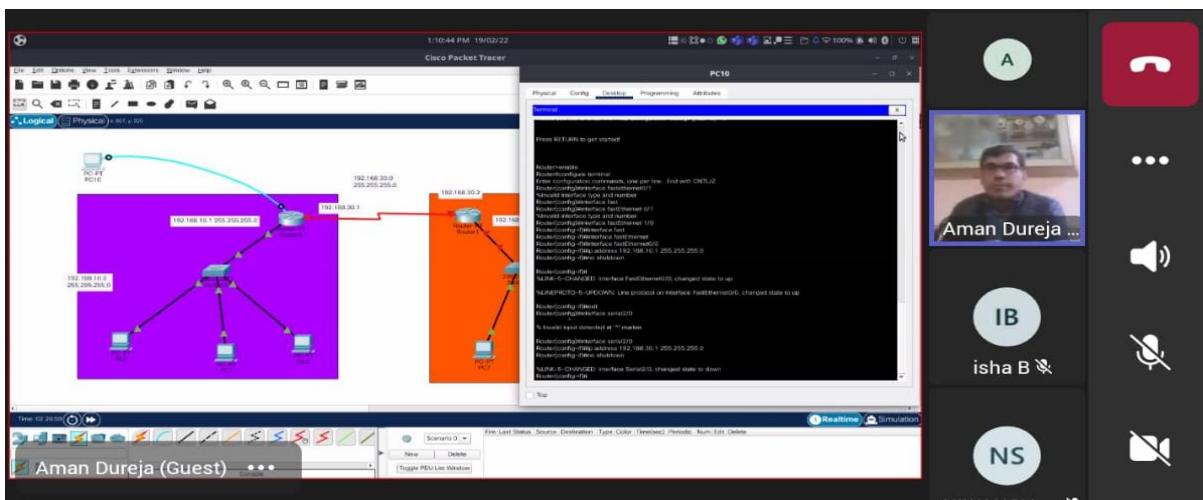 1:10:44 PM 19/02/22
100%
Cisco Packet Tracer
File Edit Options View Tools Extensions Window Help
Logical
Physical
PC10
Physical Config Desktop Programming Attributes
Terminal
X
Press RETURN to get started!
Router>enable
Router#configure terminal
Enter configuration commands, one per line. End with CNTL/Z.
Router(config)#interface fastethernet0/1
%Invalid interface type and number
Router(config)#interface fast
Router(config)#interface fastEthernet 0/1
%Invalid interface type and number
Router(config)#interface fastEthernet 1/0
Router(config-if)#interface fast
Router(config-if)#interface fastEthernet
Router(config-if)#interface fastEthernet0/0
Router(config-if)#ip address 192.168.10.1 255.255.255.0
Router(config-if)#no shutdown
Router(config-if)#
%LINK-5-CHANGED: Interface FastEthernet0/0, changed state to up
%LINEPROTO-5-UPDOWN: Line protocol on Interface FastEthernet0/0, changed state to up
Router(config-if)#exit
Router(config-if)#interface serial2/0
^
% Invalid input detected at '^' marker.
Router(config)#interface serial2/0
Router(config-if)#ip address 192.168.30.1 255.255.255.0
Router(config-if)#no shutdown
%LINK-5-CHANGED: Interface Serial2/0, changed state to down
Router(config-if)#
Top
PC-PT
PC10
192.168.30.0
255.255.255.0
192.168.30.1
192.168.30.2
192.168.10.1 255.255.255.0
192.168
192.168.10.0
255.255.255.0
PC-PT
PC-PT
PC-PT
PC-PT
PC7
Realtime
Simulation
Scenario 0
New
Delete
Toggle PDU List Window
Fire Last Status Source Destination Type Color Time(sec) Periodic Num Edit Delete
Aman Dureja (Guest)
A
Aman Dureja ...
IB
isha B
NS